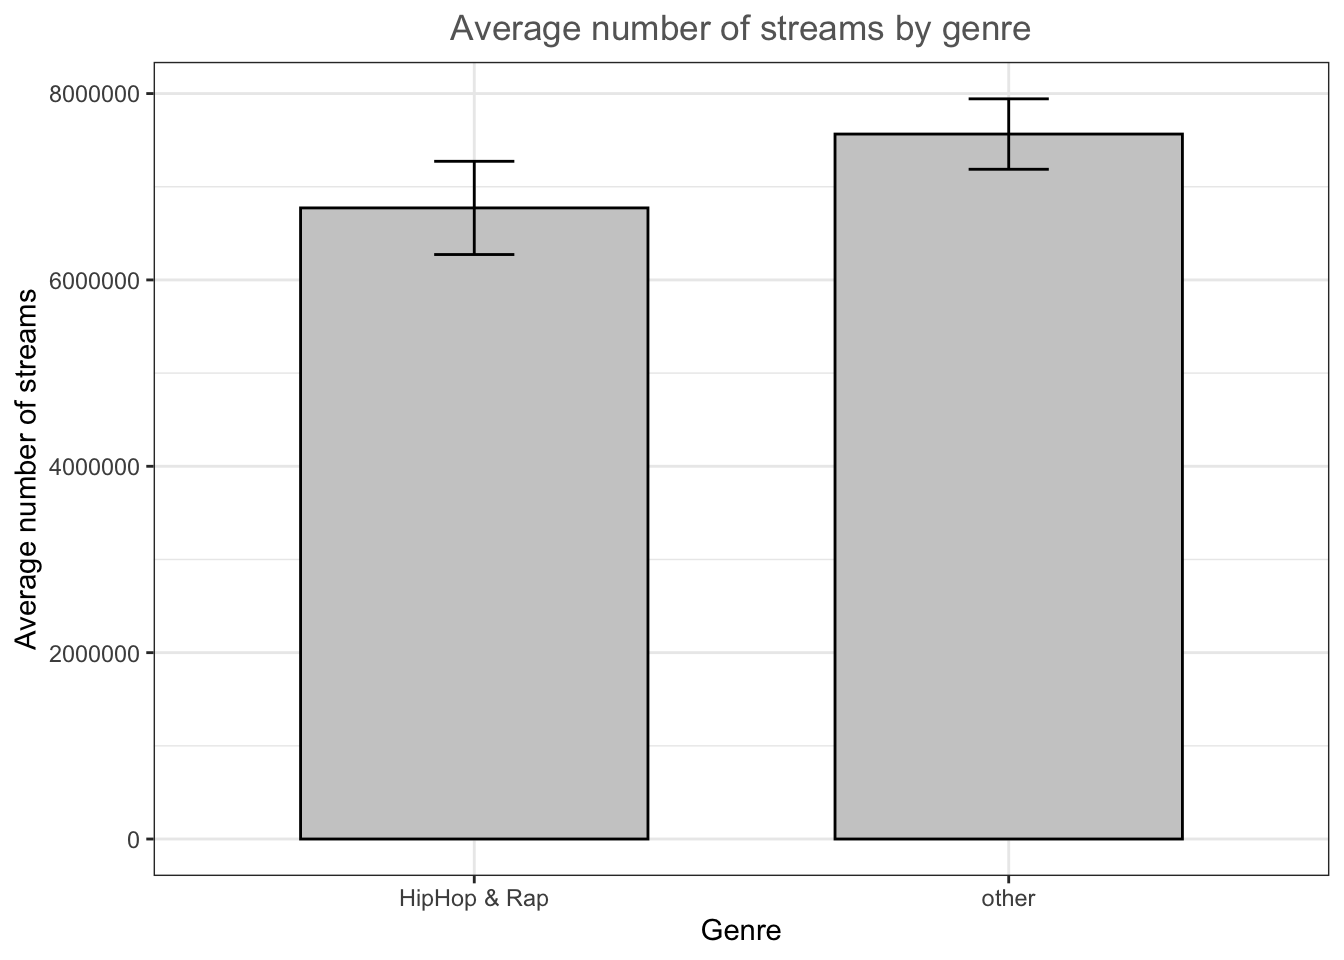 Average number of streams by genre
Average number of streams
8000000
6000000
4000000
2000000
0
HipHop & Rap
other
Genre